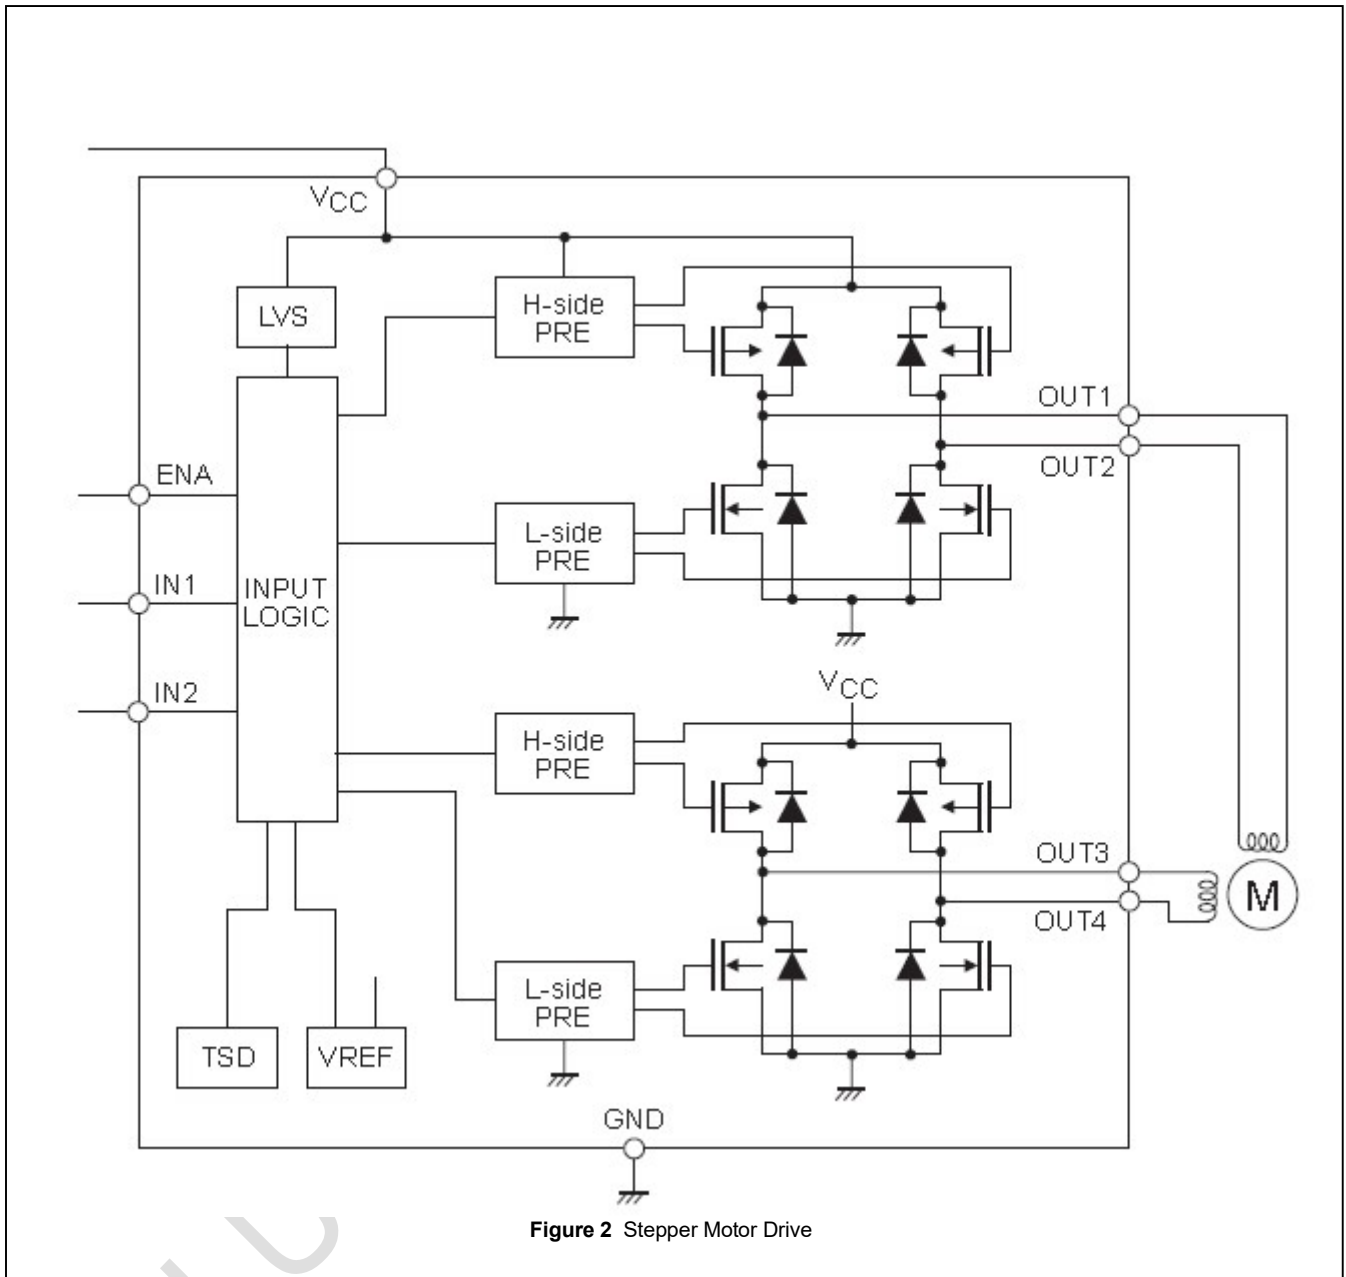 VCC
LVS
H-side
PRE
OUT1
OUT2
ENA
L-side
PRE
IN1
INPUT
LOGIC
IN2
VCC
H-side
PRE
OUT3
M
OUT4
L-side
PRE
TSD
VREF
GND
Figure 2 Stepper Motor Drive